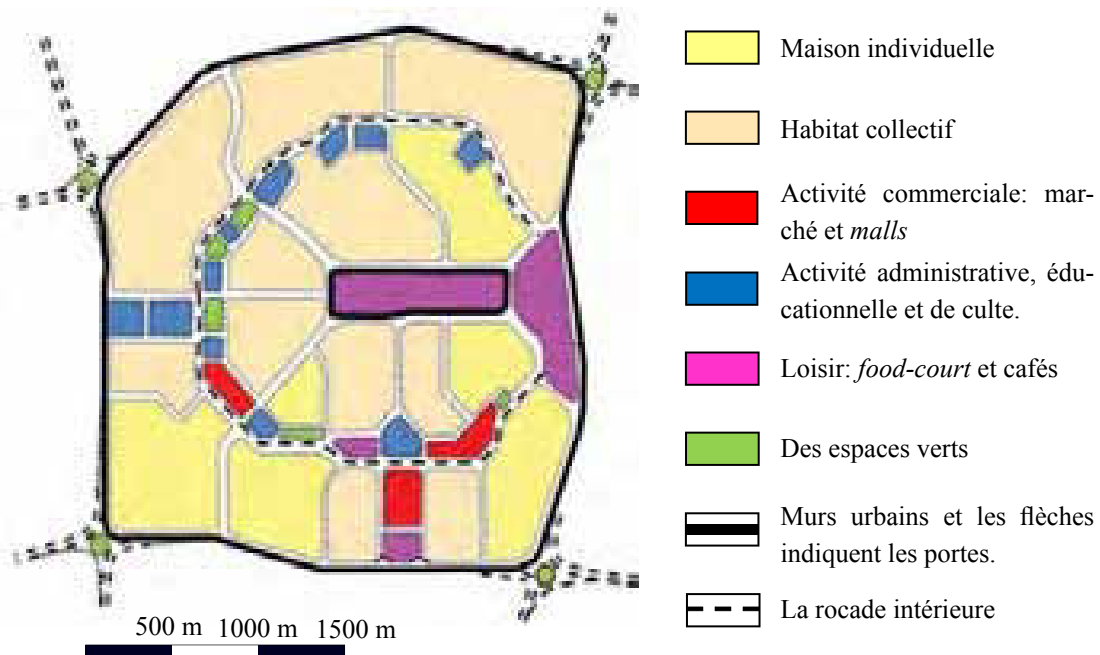 Maison individuelle
Habitat collectif
Activité commerciale: mar-
ché et malls
Activité administrative, édu-
cationnelle et de culte.
Loisir: food-court et cafés
Des espaces verts
Murs urbains et les flèches
indiquent les portes.
La rocade intérieure
500 m 1000 m 1500 m